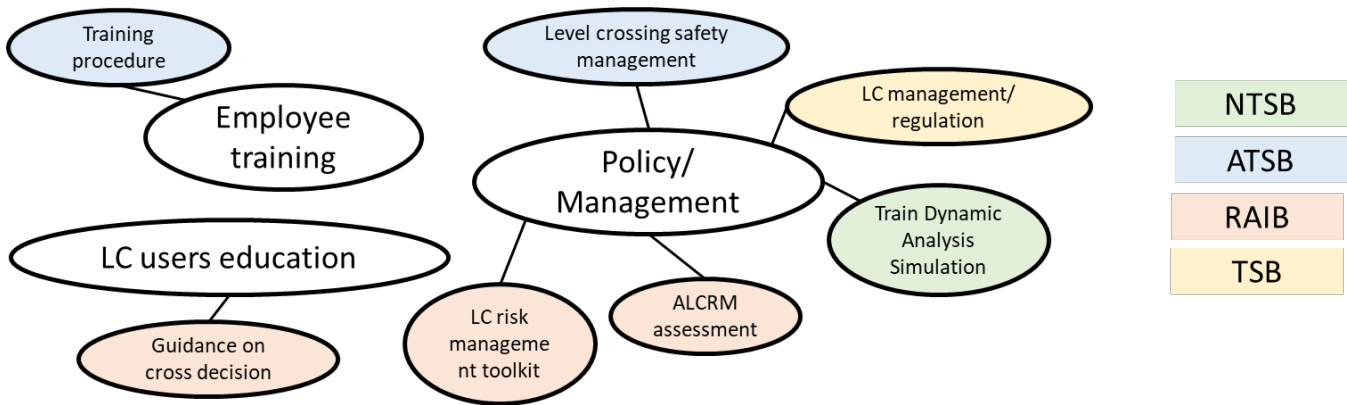 Training
procedure
Employee
training
Level crossing safety
management
LC management/
regulation
Policy/
Management
Train Dynamic
Analysis
Simulation
LC users education
Guidance on
cross decision
LC risk
manageme
nt toolkit
ALCRM
assessment
NTSB
ATSB
RAIB
TSB